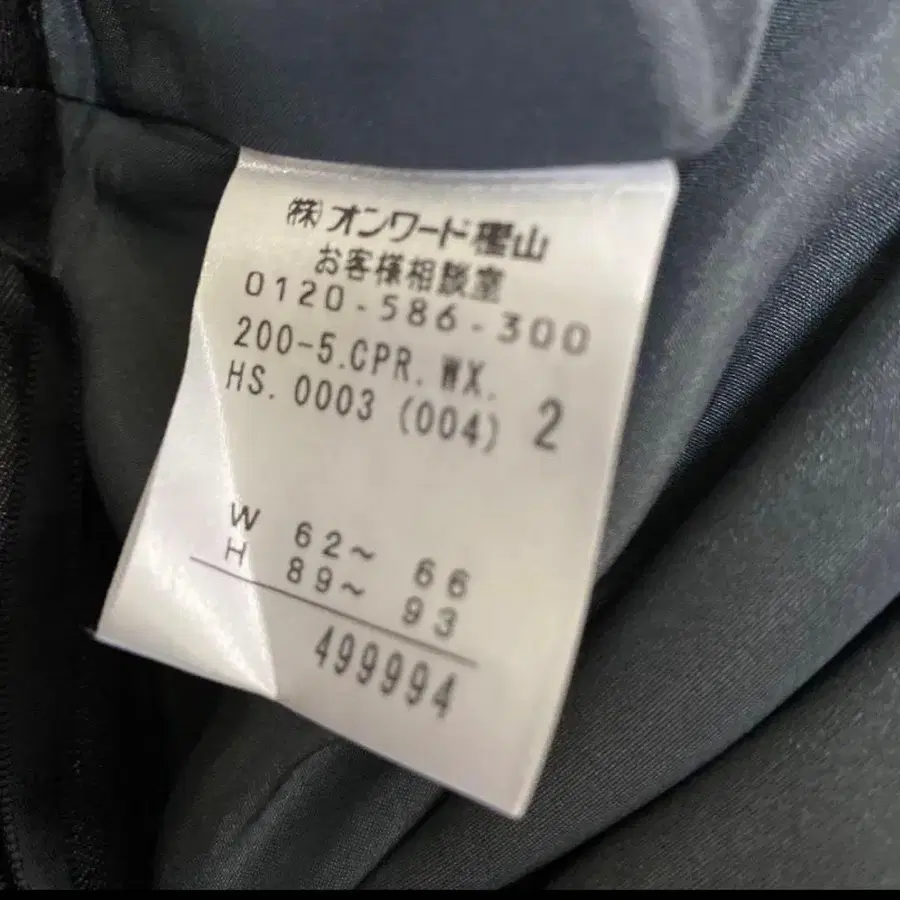 (株)オンワード樫山
お客様相談室
0120-586-300
200-5.CPR.WX.
HS.0003 (004) 2
W 62~ 66
H 89~ 93
499994